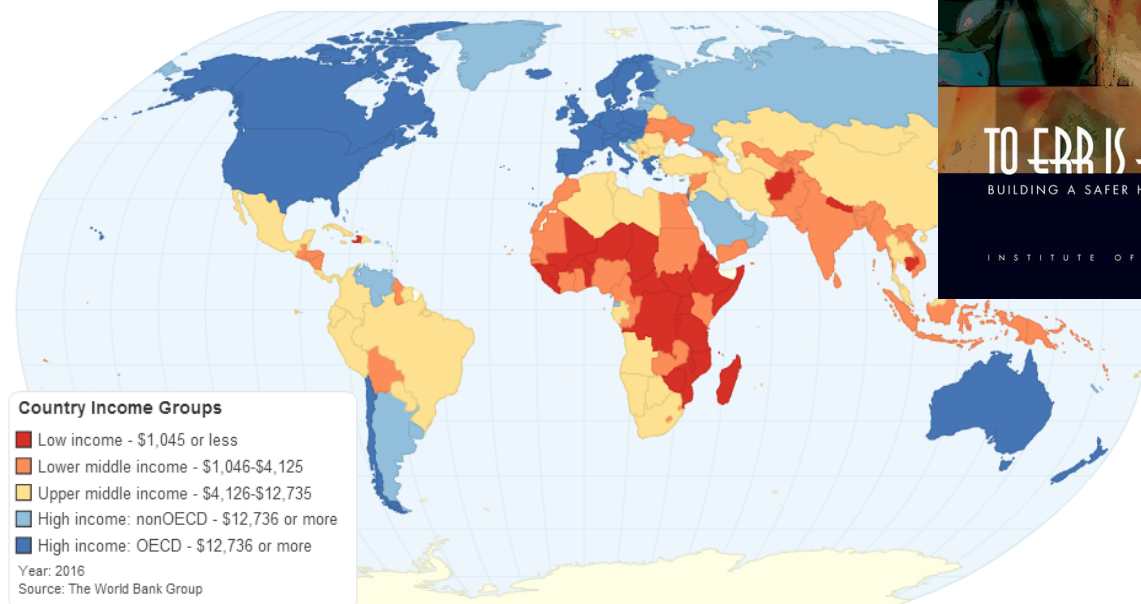 TO ERR IS
BUILDING A SAFER H
INSTITUTE OF
Country Income Groups
Low income - $1,045 or less
Lower middle income - $1,046-$4,125
Upper middle income - $4,126-$12,735
High income: nonOECD - $12,736 or more
High income: OECD - $12,736 or more
Year: 2016
Source: The World Bank Group